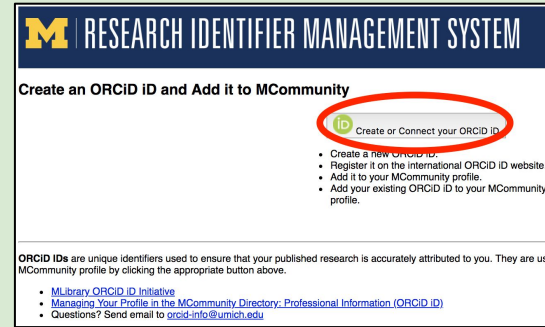 M | RESEARCH IDENTIFIER MANAGEMENT SYSTEM
Create an ORCiD iD and Add it to MCommunity
iD Create or Connect your ORCiD iD
• Create a new ORCiD iD.
• Register it on the international ORCiD iD website
• Add it to your MCommunity profile.
• Add your existing ORCiD iD to your MCommunity
profile.
ORCiD IDs are unique identifiers used to ensure that your published research is accurately attributed to you. They are
MCommunity profile by clicking the appropriate button above.
• MLibrary ORCiD iD Initiative
• Managing Your Profile in the MCommunity Directory: Professional Information (ORCiD iD)
• Questions? Send email to orcid-info@umich.edu